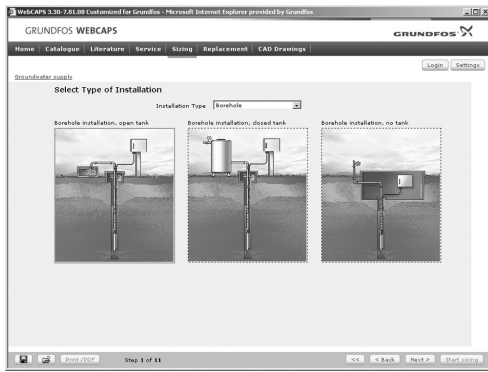 WebCAPS 3.30-7.81.08 Customized for Grundfos - Microsoft Internet Explorer provided by Grundfos
GRUNDFOS WEBCAPS
GRUNDFOS
Home Catalogue Literature Service Sizing Replacement CAD Drawings
Login Settings
Groundwater supply
Select Type of Installation
Installation Type Borehole
Borehole installation, open tank Borehole installation, closed tank Borehole installation, no tank
Print/PDF Step 1 of 11 << < Back Next > Start sizing